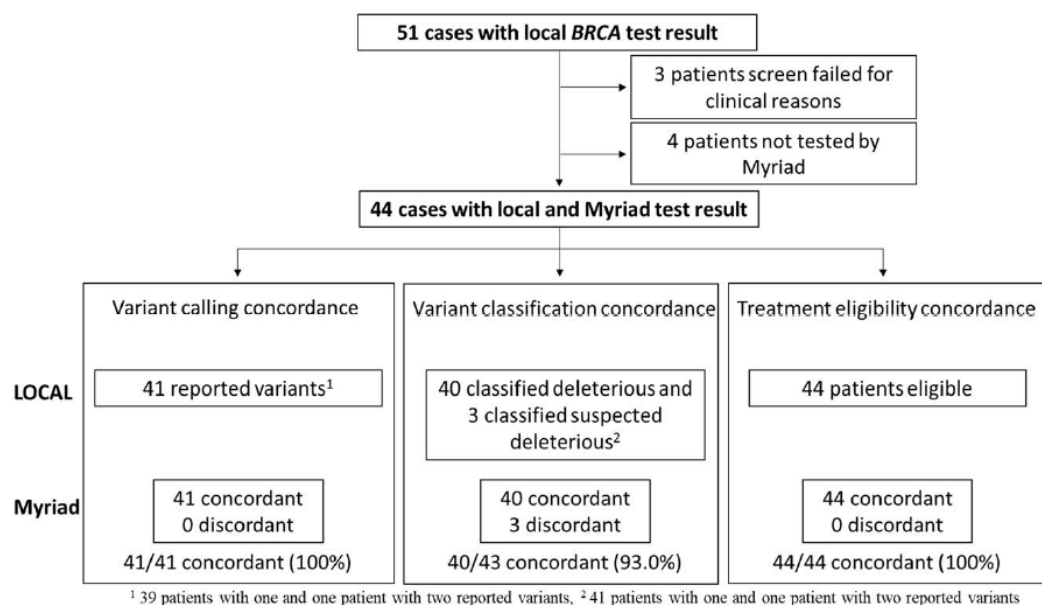 51 cases with local BRCA test result
3 patients screen failed for
clinical reasons
4 patients not tested by
Myriad
44 cases with local and Myriad test result
Variant calling concordance
Variant classification concordance
Treatment eligibility concordance
LOCAL
41 reported variants¹
40 classified deleterious and
3 classified suspected
deleterious²
44 patients eligible
Myriad
41 concordant
0 discordant
40 concordant
3 discordant
44 concordant
0 discordant
41/41 concordant (100%)
40/43 concordant (93.0%)
44/44 concordant (100%)
¹ 39 patients with one and one patient with two reported variants, ² 41 patients with one and one patient with two reported variants